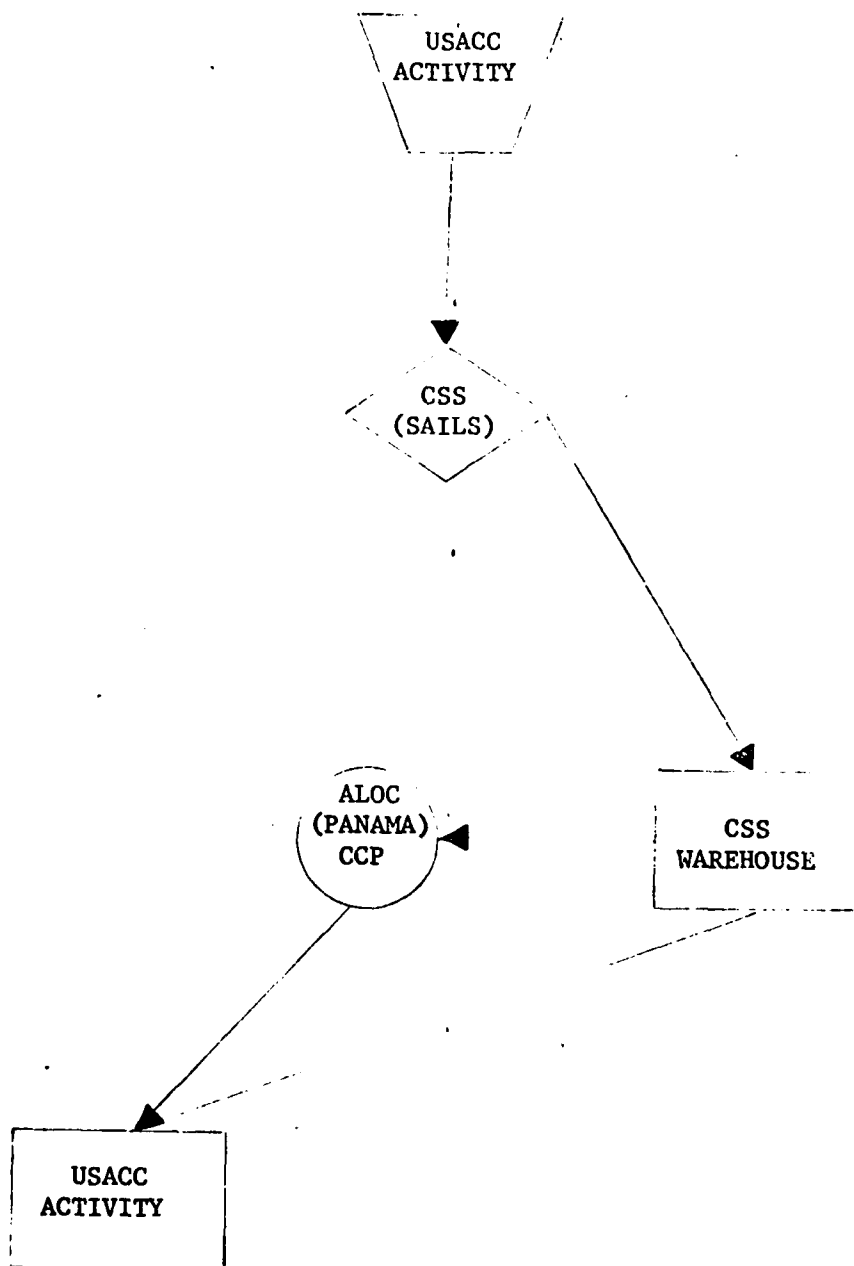 USACC
ACTIVITY
CSS
(SAILS)
ALOC
(PANAMA)
CCP
CSS
WAREHOUSE
USACC
ACTIVITY